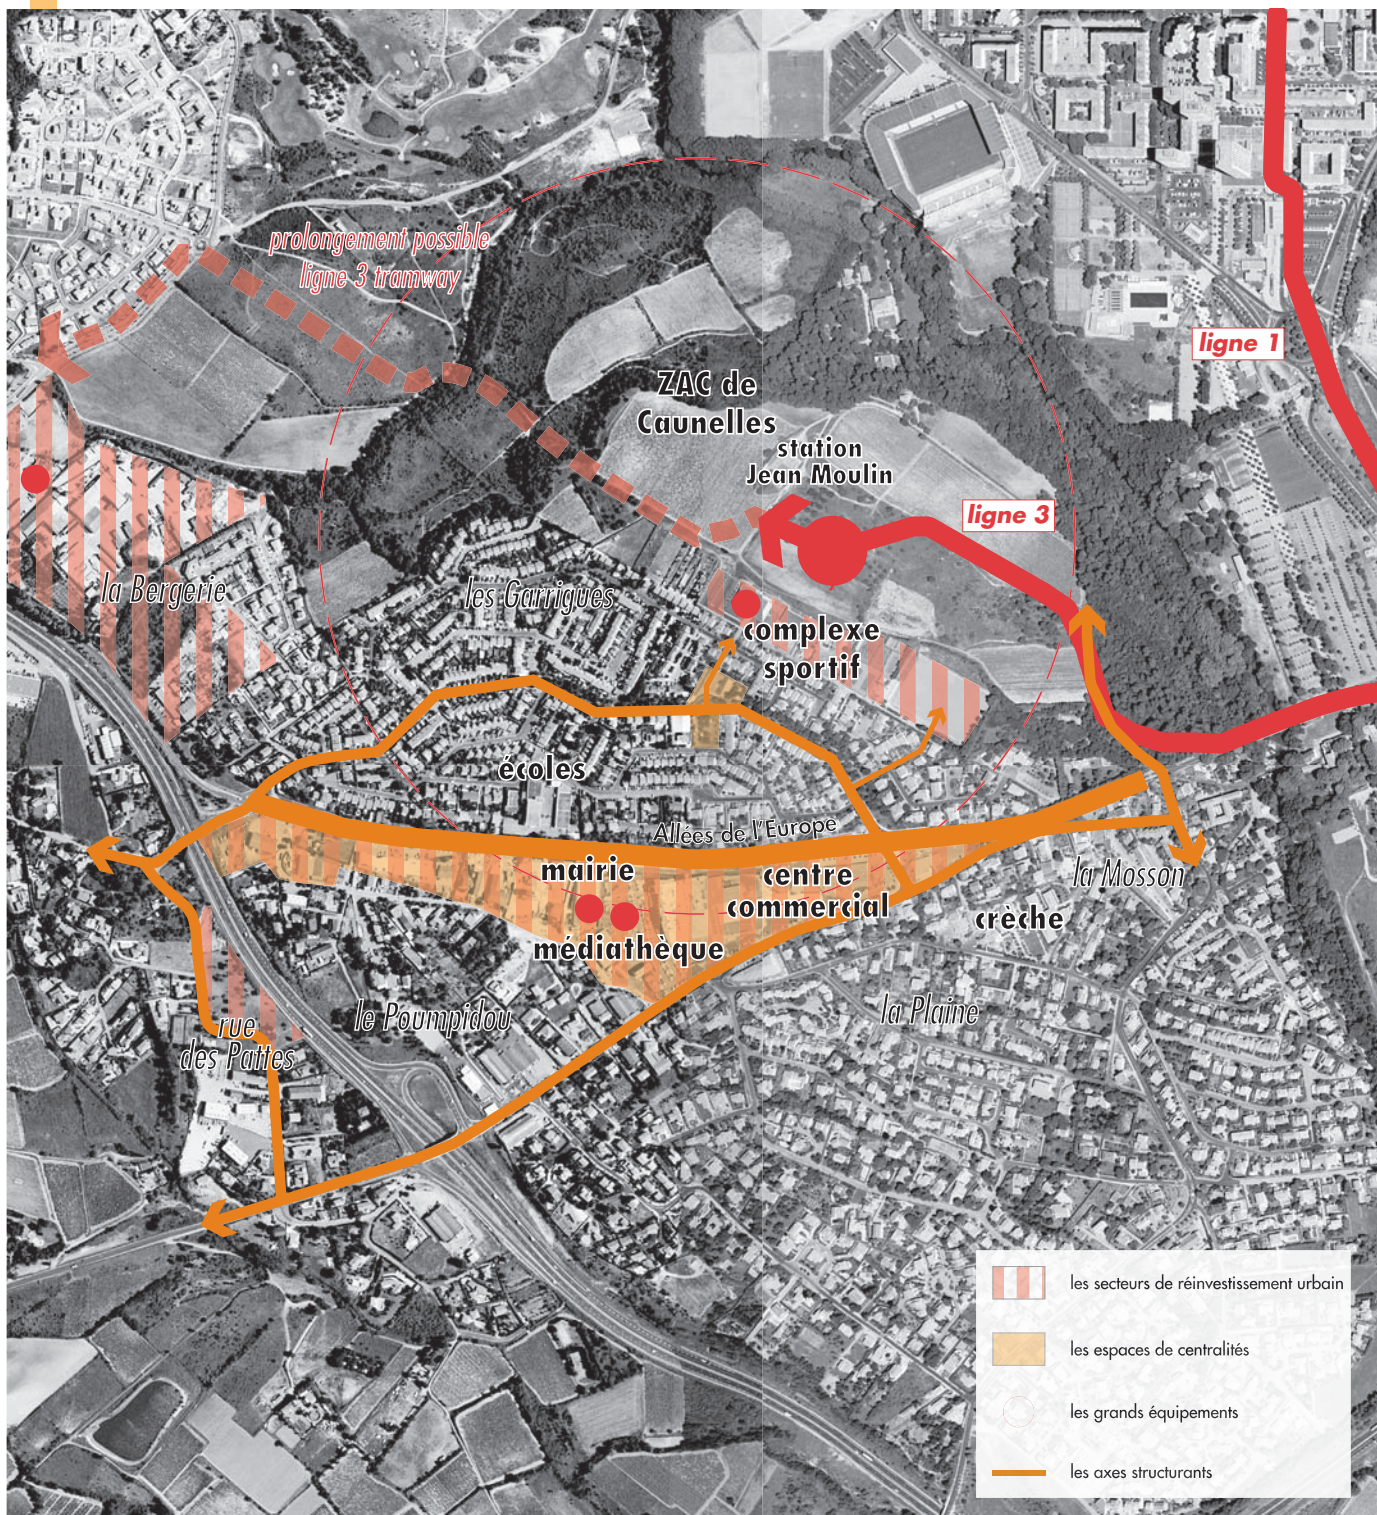 prolongement possible
ligne 3 tramway
ligne 1
ZAC de
Caunelles
station
Jean Moulin
ligne 3
la Bergerie
les Garrigues
complexe
sportif
écoles
Allées de l'Europe
mairie
centre
commercial
la Mosson
crèche
médiathèque
le Poumpidou
la Plaine
rue
des Pattes
les secteurs de réinvestissement urbain
les espaces de centralités
les grands équipements
les axes structurants